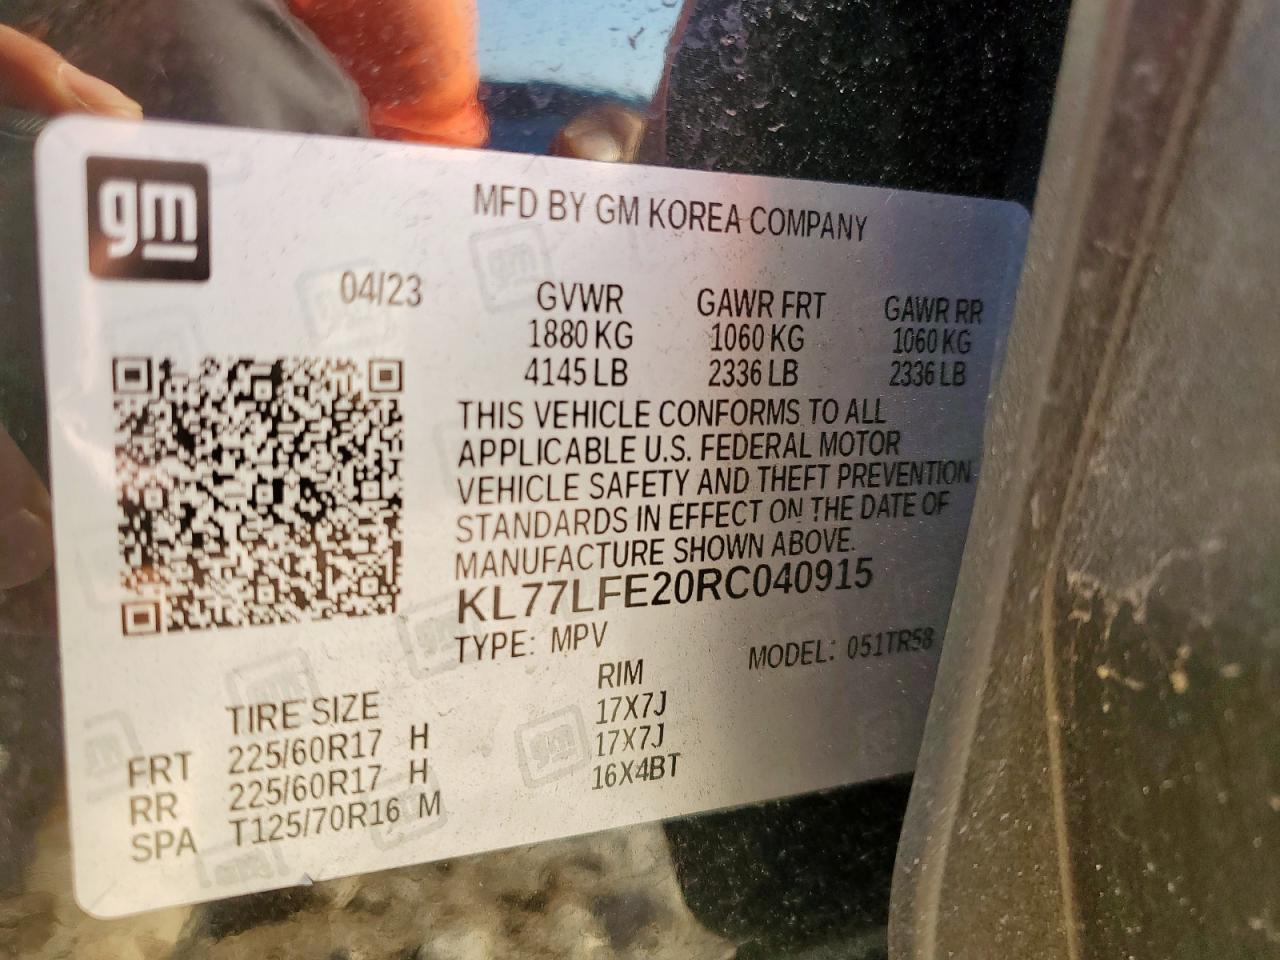 gm
MFD BY GM KOREA COMPANY
04/23
GVWR GAWR FRT GAWR RR
1880 KG 1060 KG 1060 KG
4145 LB 2336 LB 2336 LB
THIS VEHICLE CONFORMS TO ALL
APPLICABLE U.S. FEDERAL MOTOR
VEHICLE SAFETY AND THEFT PREVENTION
STANDARDS IN EFFECT ON THE DATE OF
MANUFACTURE SHOWN ABOVE.
KL77LFE20RC040915
TYPE: MPV MODEL: 051TR58
TIRE SIZE RIM
FRT 225/60R17 H 17X7J
RR 225/60R17 H 17X7J
SPA T125/70R16 M 16X4BT